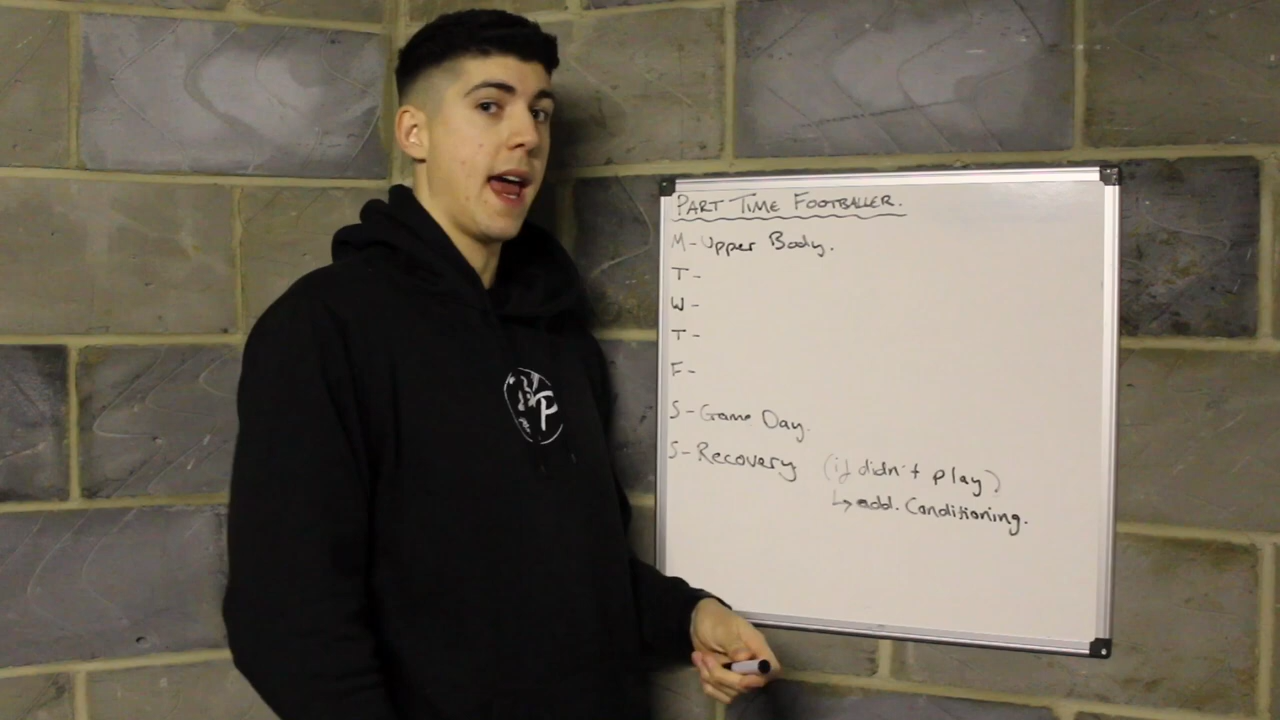 PART TIME FOOTBALLER.
M- Upper Body.
T -
W -
T -
F -
S- Game Day.
S- Recovery (if didn't play)
↳ add. Conditioning.